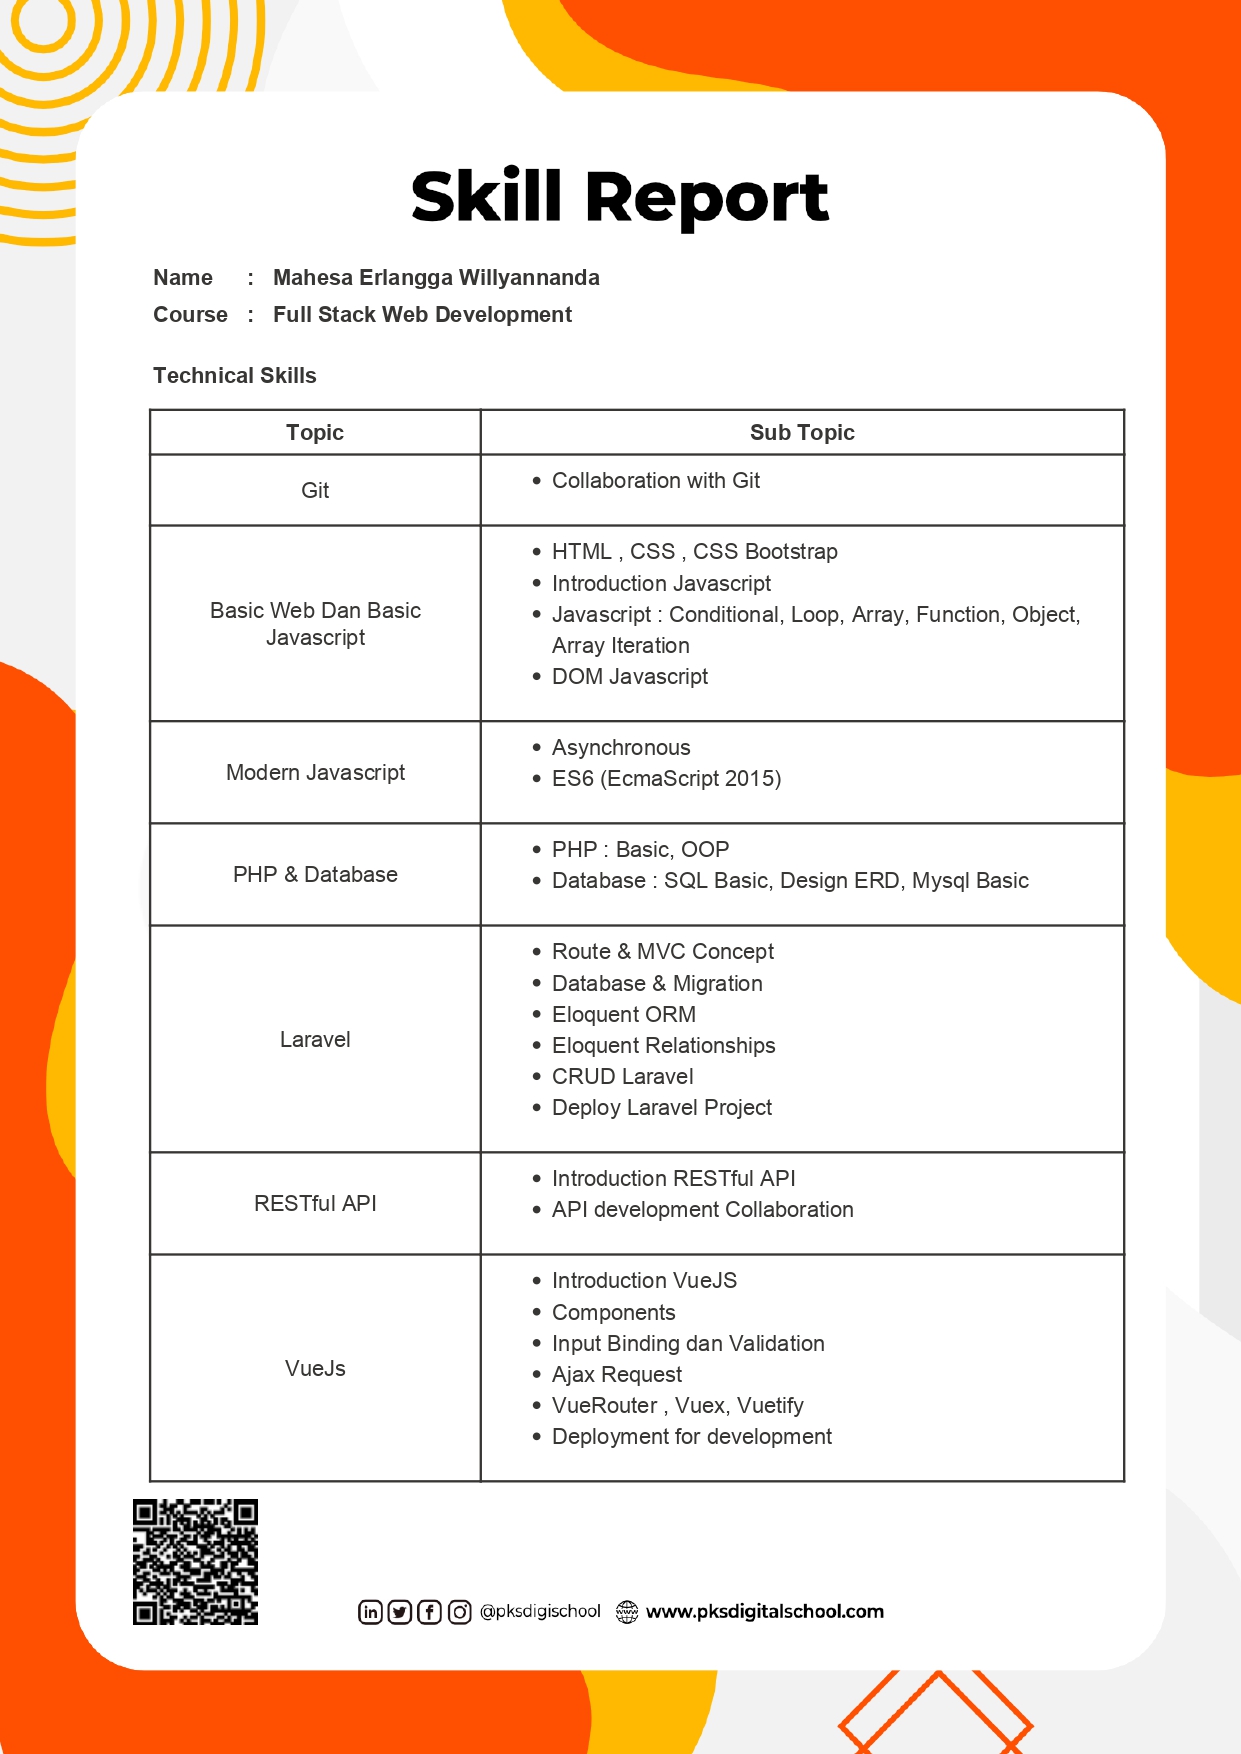 Skill Report
Name : Mahesa Erlangga Willyannanda
Course : Full Stack Web Development
Technical Skills
Topic
Sub Topic
Git
• Collaboration with Git
Basic Web Dan Basic
Javascript
• HTML , CSS , CSS Bootstrap
• Introduction Javascript
• Javascript : Conditional, Loop, Array, Function, Object,
Array Iteration
• DOM Javascript
Modern Javascript
• Asynchronous
• ES6 (EcmaScript 2015)
PHP & Database
• PHP : Basic, OOP
• Database : SQL Basic, Design ERD, Mysql Basic
Laravel
• Route & MVC Concept
• Database & Migration
• Eloquent ORM
• Eloquent Relationships
• CRUD Laravel
• Deploy Laravel Project
RESTful API
• Introduction RESTful API
• API development Collaboration
VueJs
• Introduction VueJS
• Components
• Input Binding dan Validation
• Ajax Request
• VueRouter , Vuex, Vuetify
• Deployment for development
@pksdigischool www.pksdigitalschool.com